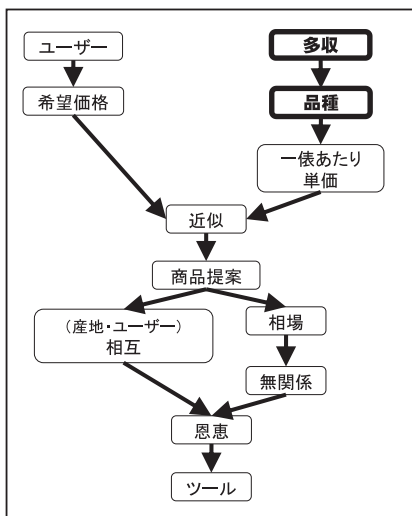 ユーザー
多収
希望価格
品種
一俵あたり
単価
近似
商品提案
（産地・ユーザー）
相互
相場
無関係
恩恵
ツール